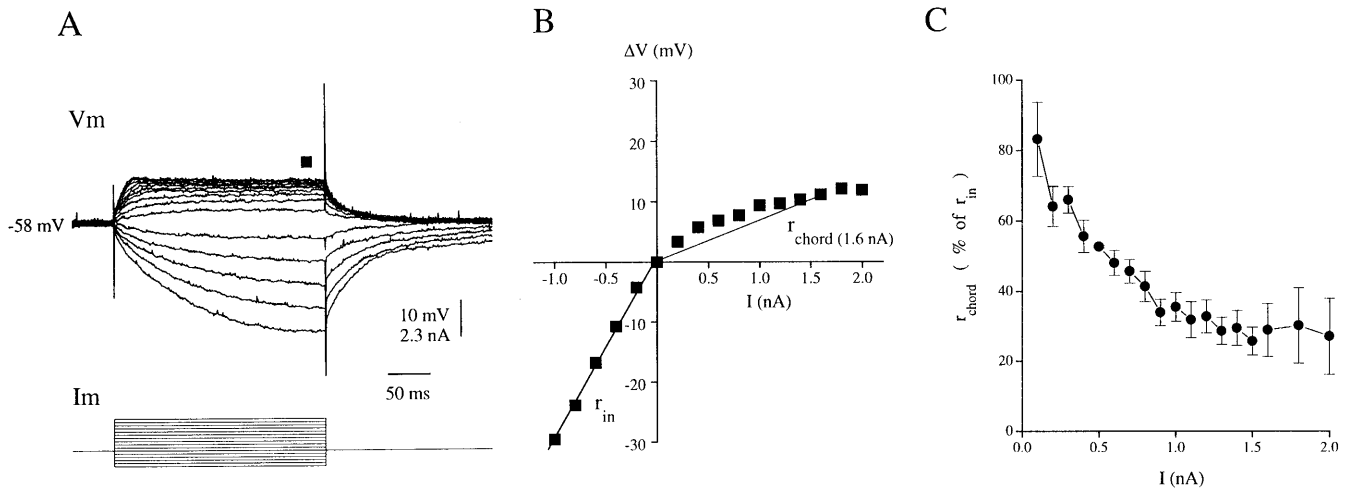 A
Vm
-58 mV
10 mV
2.3 nA
50 ms
Im
B
ΔV (mV)
30
20
10
r chord (1.6 nA)
-1.0 -0.5 0.5 1.0 1.5 2.0
I (nA)
-10
-20
r in
-30
C
100
80
60
40
20
0
r chord ( % of r in )
0.0 0.5 1.0 1.5 2.0
I (nA)